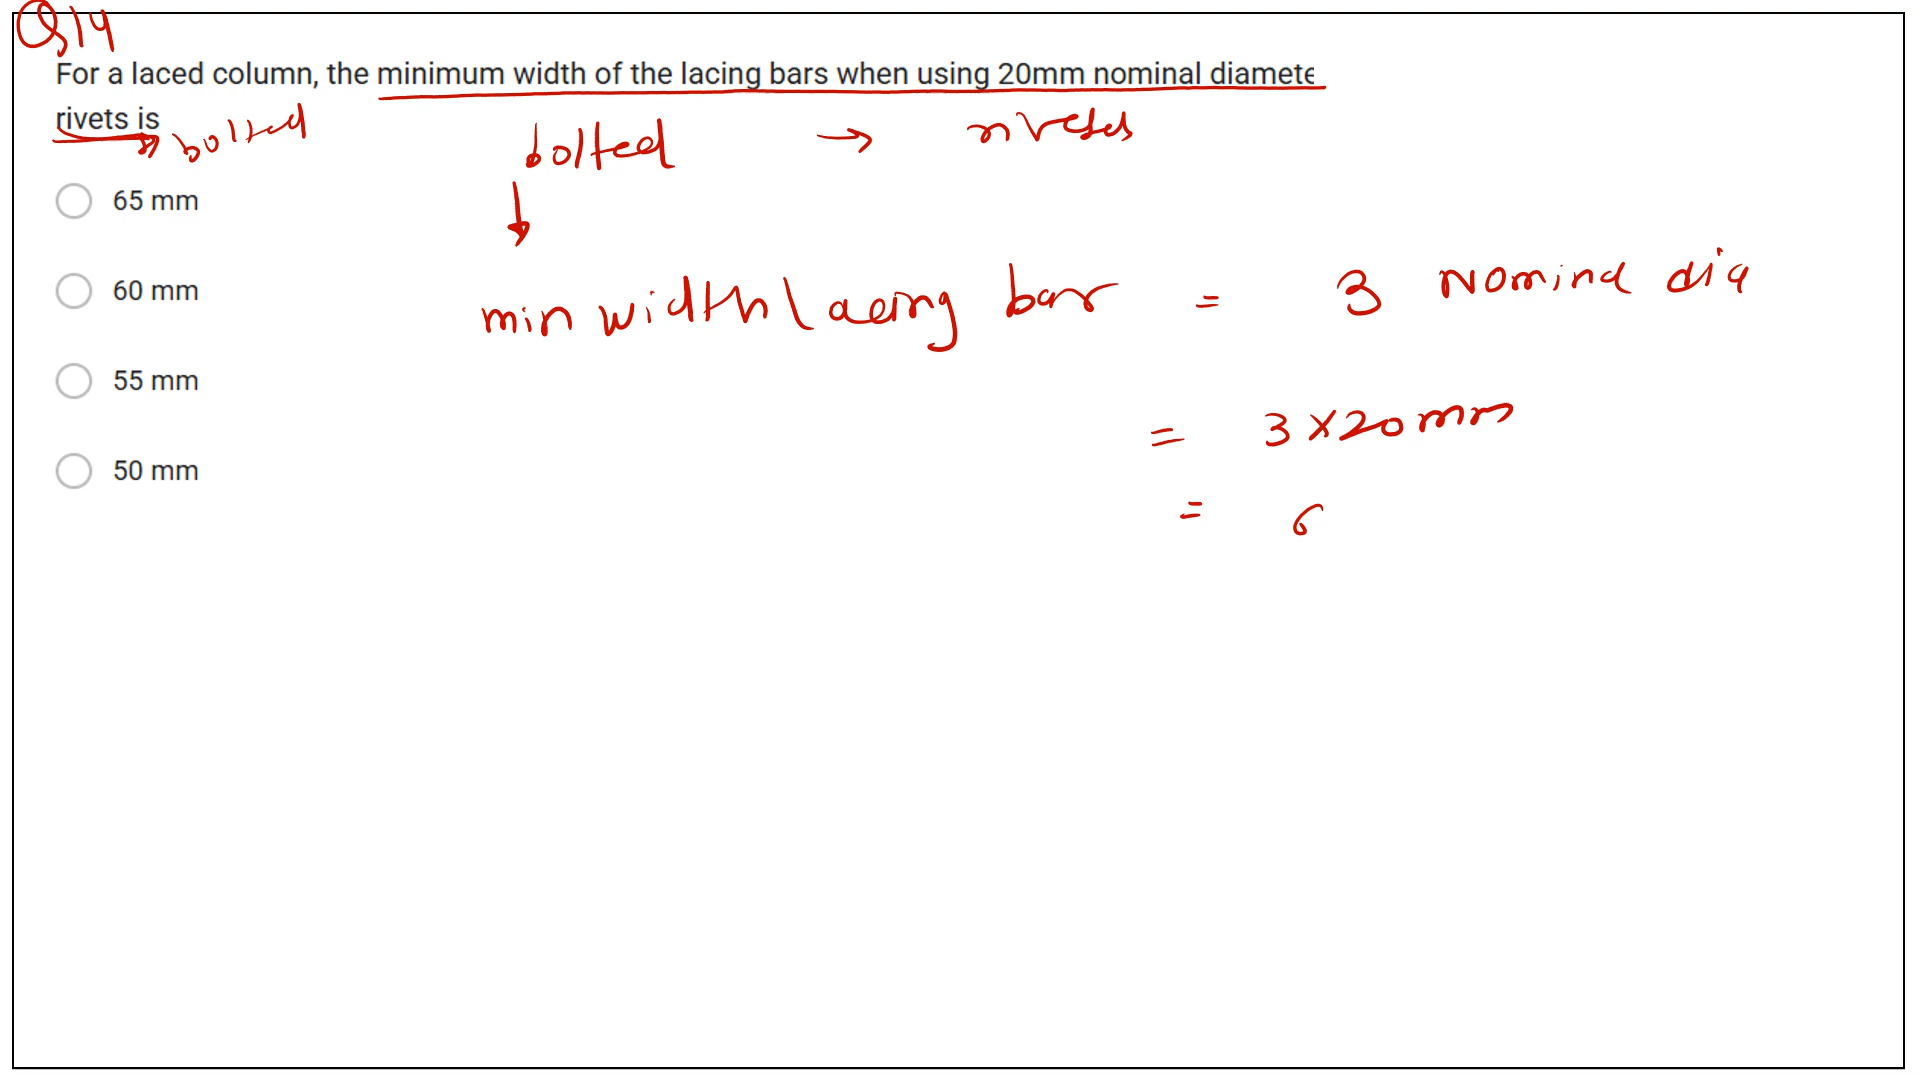 Q14
For a laced column, the minimum width of the lacing bars when using 20mm nominal diamete
rivets is
bolted
bolted → rivets
65 mm
60 mm
min width lacing bar = 3 Nominal dia
55 mm
= 3 × 20 mm
50 mm
= 6